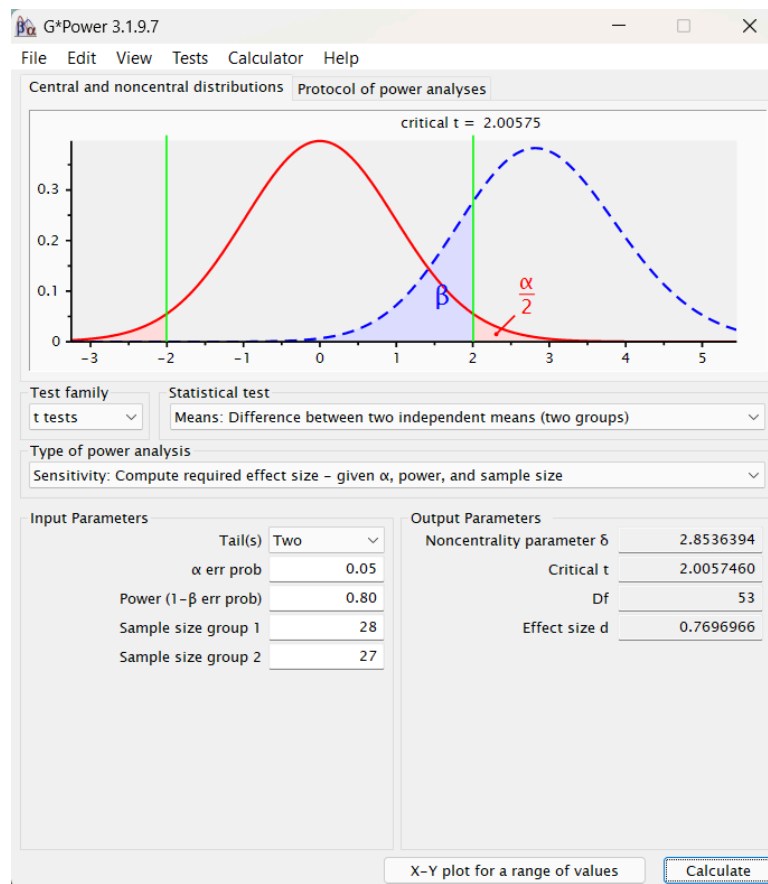 βα G*Power 3.1.9.7
File Edit View Tests Calculator Help
Central and noncentral distributions Protocol of power analyses
critical t = 2.00575
0.3
0.2
0.1
0
β
α
2
-3 -2 -1 0 1 2 3 4 5
Test family
t tests
Statistical test
Means: Difference between two independent means (two groups)
Type of power analysis
Sensitivity: Compute required effect size – given α, power, and sample size
Input Parameters
Tail(s) Two
α err prob 0.05
Power (1-β err prob) 0.80
Sample size group 1 28
Sample size group 2 27
Output Parameters
Noncentrality parameter δ 2.8536394
Critical t 2.0057460
Df 53
Effect size d 0.7696966
X-Y plot for a range of values Calculate